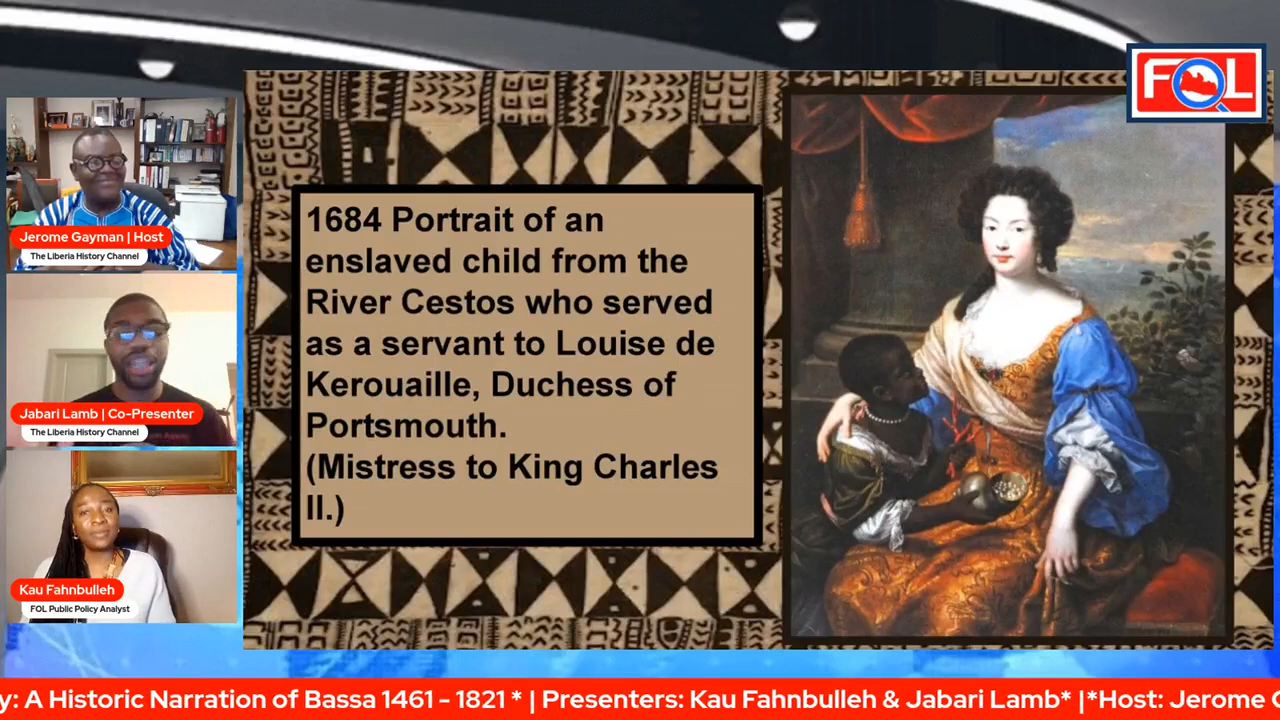 FOL
Jerome Gayman | Host
The Liberia History Channel
Jabari Lamb | Co-Presenter
The Liberia History Channel
Kau Fahnbulleh
FOL Public Policy Analyst
1684 Portrait of an
enslaved child from the
River Cestos who served
as a servant to Louise de
Kerouaille, Duchess of
Portsmouth.
(Mistress to King Charles
II.)
y: A Historic Narration of Bassa 1461 - 1821 * | Presenters: Kau Fahnbulleh & Jabari Lamb* |*Host: Jerome G